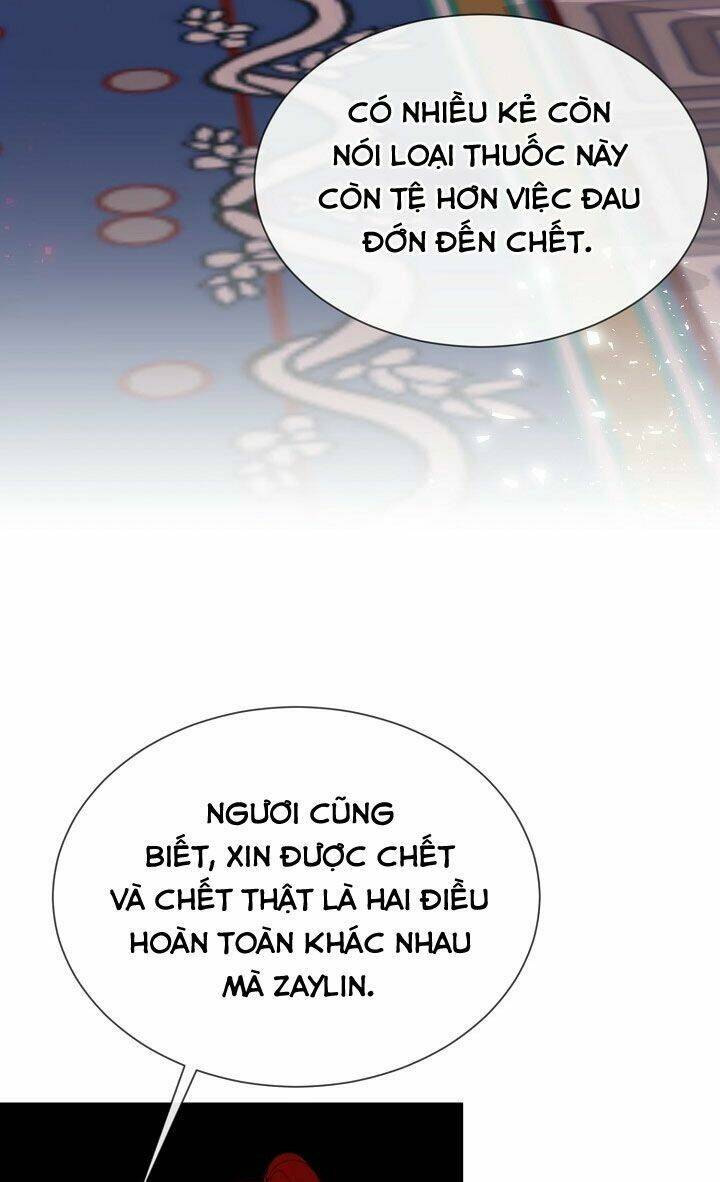 CÓ NHIỀU KẺ CÒN
NÓI LOẠI THUỐC NÀY
CÒN TỆ HƠN VIỆC ĐAU
ĐỚN ĐẾN CHẾT.
NGƯƠI CŨNG
BIẾT, XIN ĐƯỢC CHẾT
VÀ CHẾT THẬT LÀ HAI ĐIỀU
HOÀN TOÀN KHÁC NHAU
MÀ ZAYLIN.